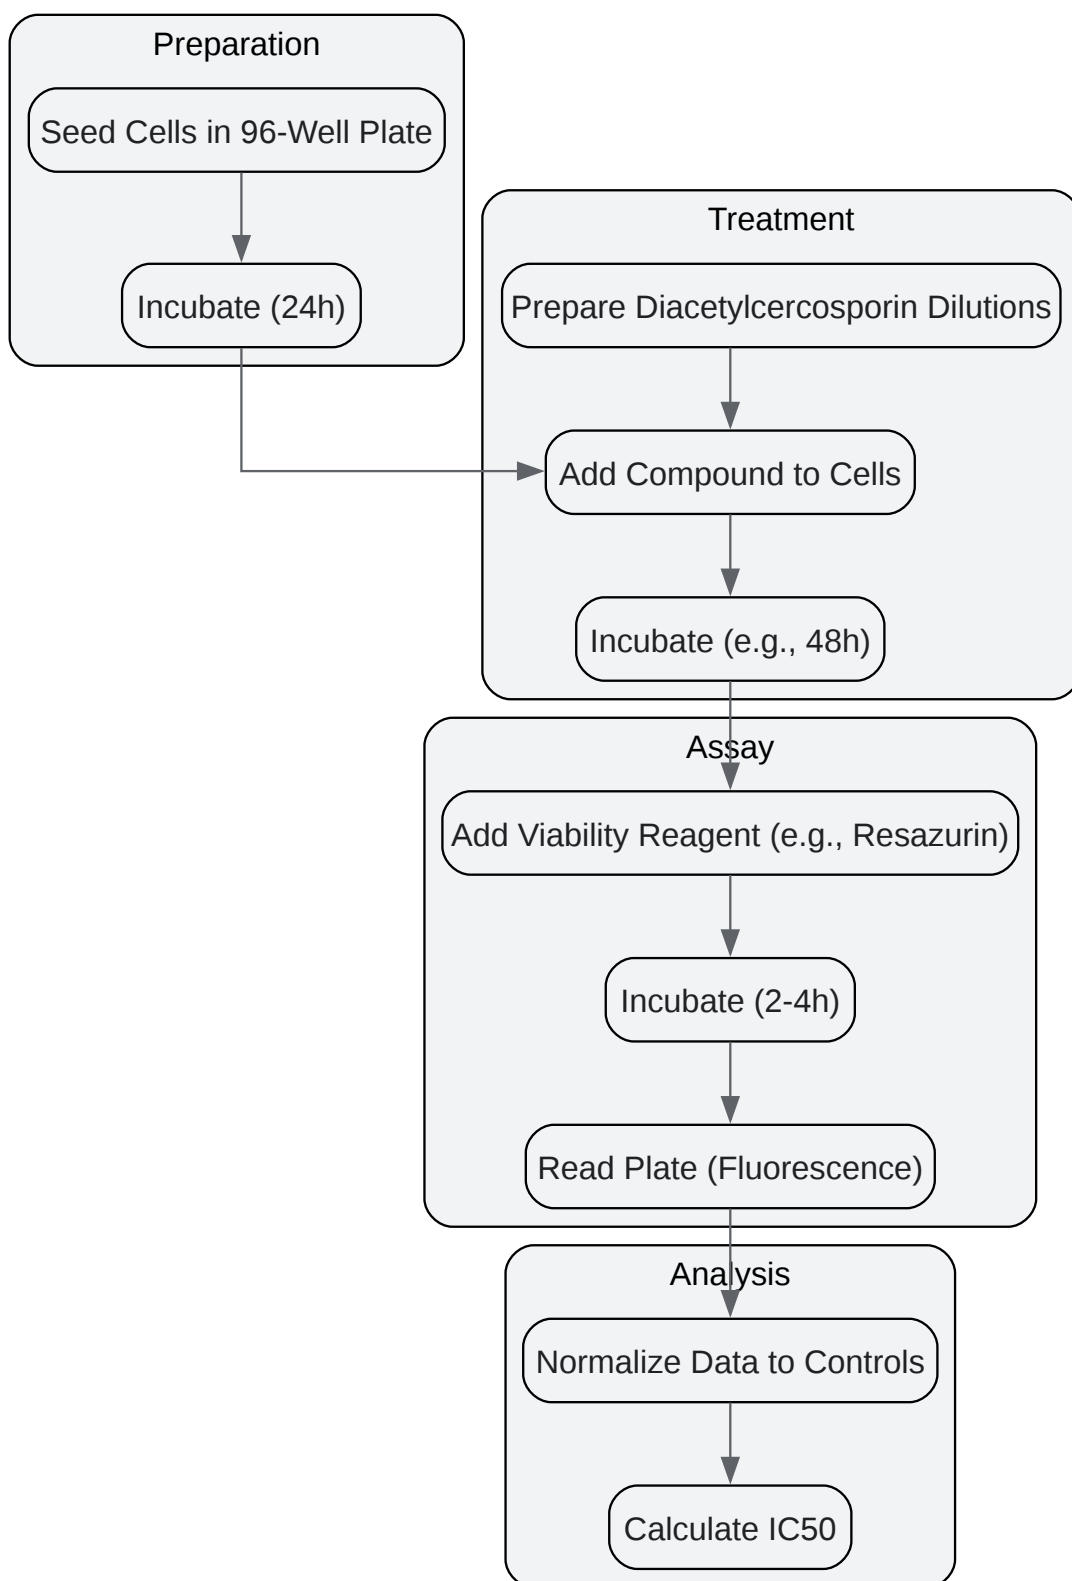 Preparation
Seed Cells in 96-Well Plate
Incubate (24h)
Treatment
Prepare Diacetylcercosporin Dilutions
Add Compound to Cells
Incubate (e.g., 48h)
Assay
Add Viability Reagent (e.g., Resazurin)
Incubate (2-4h)
Read Plate (Fluorescence)
Analysis
Normalize Data to Controls
Calculate IC50